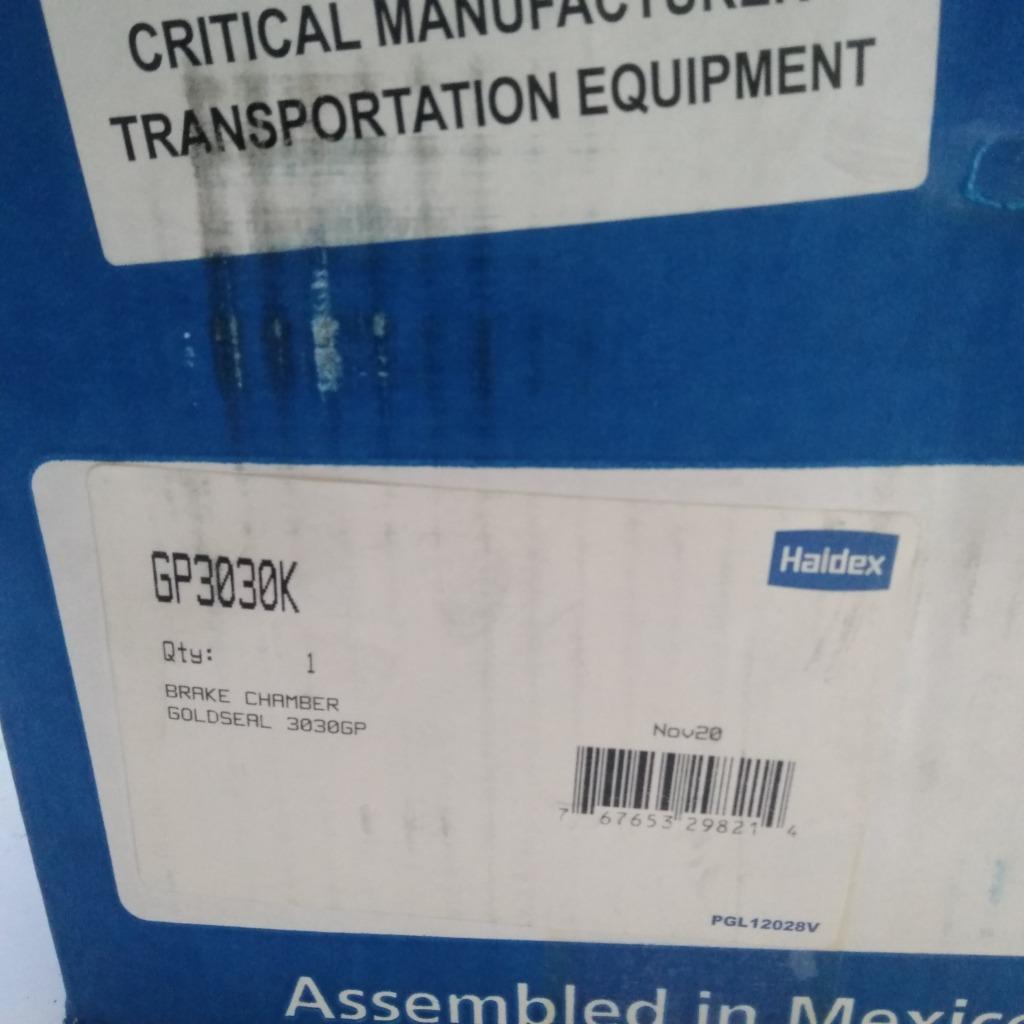 CRITICAL MANUFACTURER
TRANSPORTATION EQUIPMENT
Haldex
GP3030K
Qty: 1
BRAKE CHAMBER
GOLDSEAL 3030GP
Nov20
7 67653 29821 4
PGL12028V
Assembled in Mexico